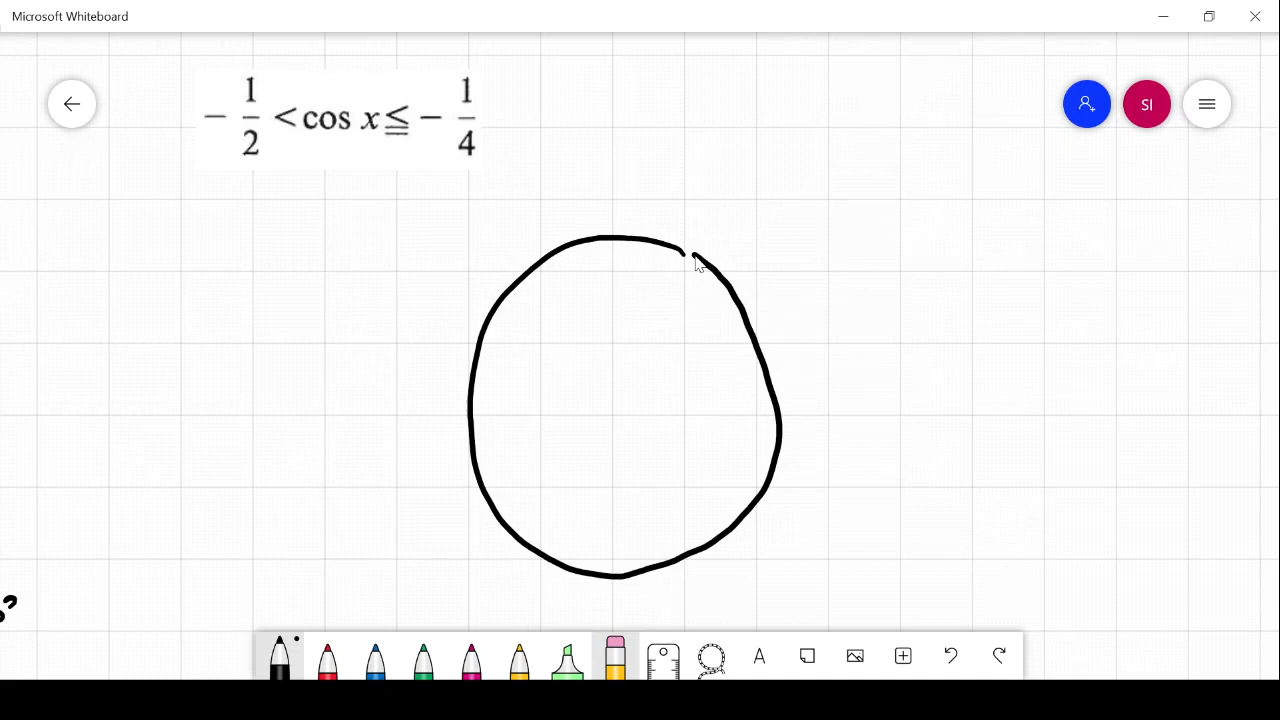 Microsoft Whiteboard
- 1/2 < cos x ≦ - 1/4
SI
?
A